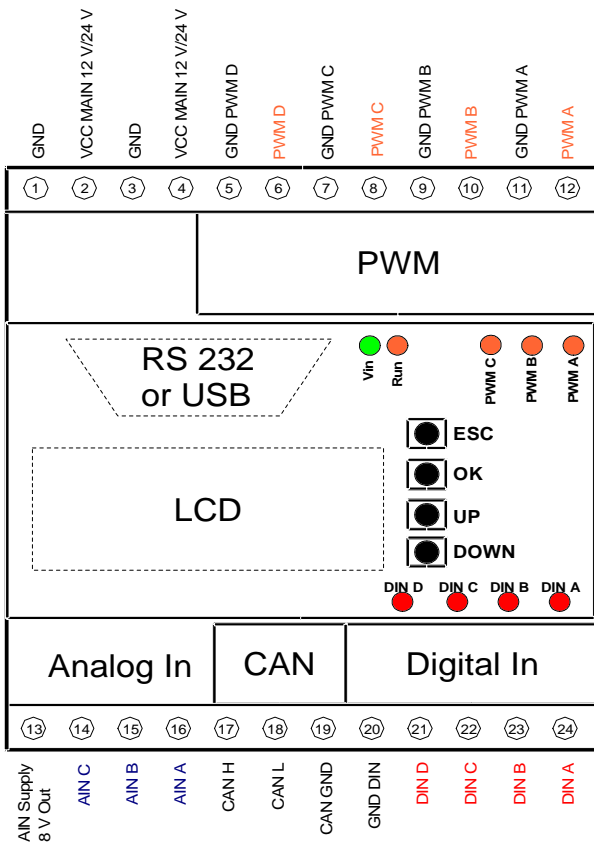 GND
VCC MAIN 12 V/24 V
GND
VCC MAIN 12 V/24 V
GND PWM D
PWM D
GND PWM C
PWM C
GND PWM B
PWM B
GND PWM A
PWM A
1 2 3 4 5 6 7 8 9 10 11 12
PWM
RS 232
or USB
Vin
Run
PWM C
PWM B
PWM A
ESC
OK
LCD
UP
DOWN
DIN D DIN C DIN B DIN A
Analog In CAN Digital In
13 14 15 16 17 18 19 20 21 22 23 24
AIN Supply
8 V Out
AIN C
AIN B
AIN A
CAN H
CAN L
CAN GND
GND DIN
DIN D
DIN C
DIN B
DIN A